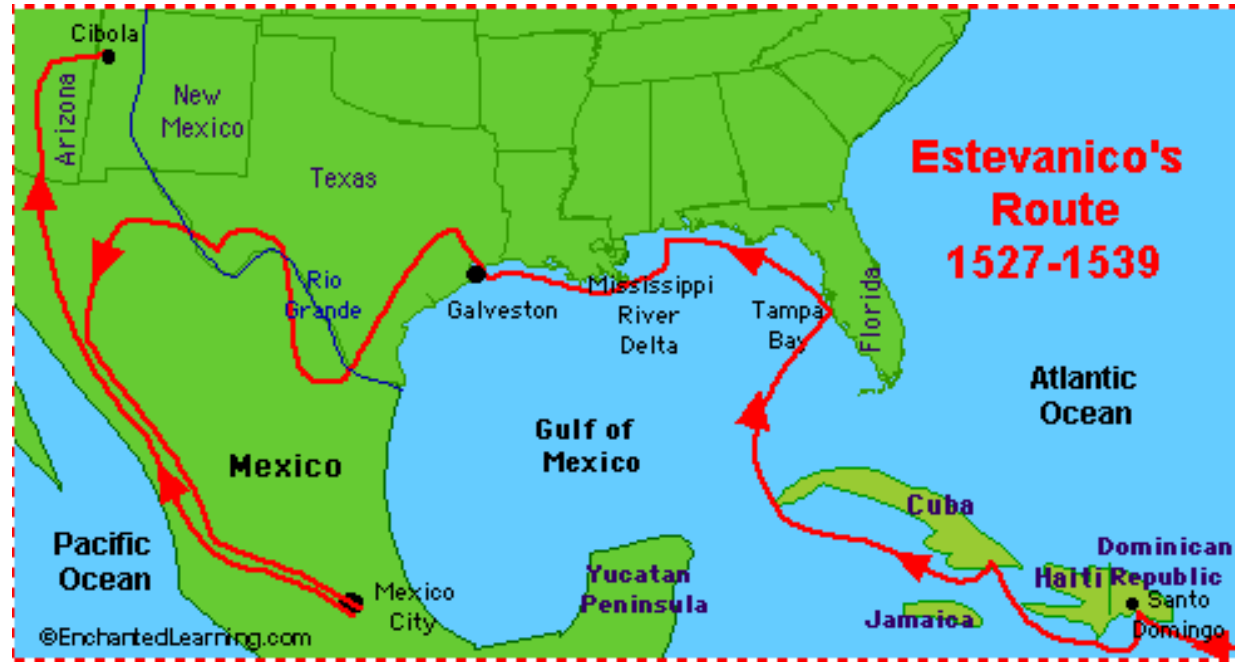 Cibola
Arizona
New
Mexico
Texas
Estevanico's
Route
1527-1539
Rio
Grande
Galveston
Mississippi
River
Delta
Tampa
Bay
Florida
Atlantic
Ocean
Gulf of
Mexico
Mexico
Pacific
Ocean
Mexico
City
Yucatan
Peninsula
Cuba
Jamaica
Haiti
Dominican
Republic
Santo
Domingo
©EnchantedLearning.com